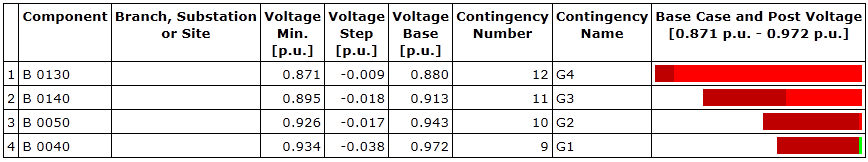 Component Branch, Substation or Site Voltage Min. [p.u.] Voltage Step [p.u.] Voltage Base [p.u.] Contingency Number Contingency Name Base Case and Post Voltage [0.871 p.u. - 0.972 p.u.]
1 B 0130 0.871 -0.009 0.880 12 G4
2 B 0140 0.895 -0.018 0.913 11 G3
3 B 0050 0.926 -0.017 0.943 10 G2
4 B 0040 0.934 -0.038 0.972 9 G1